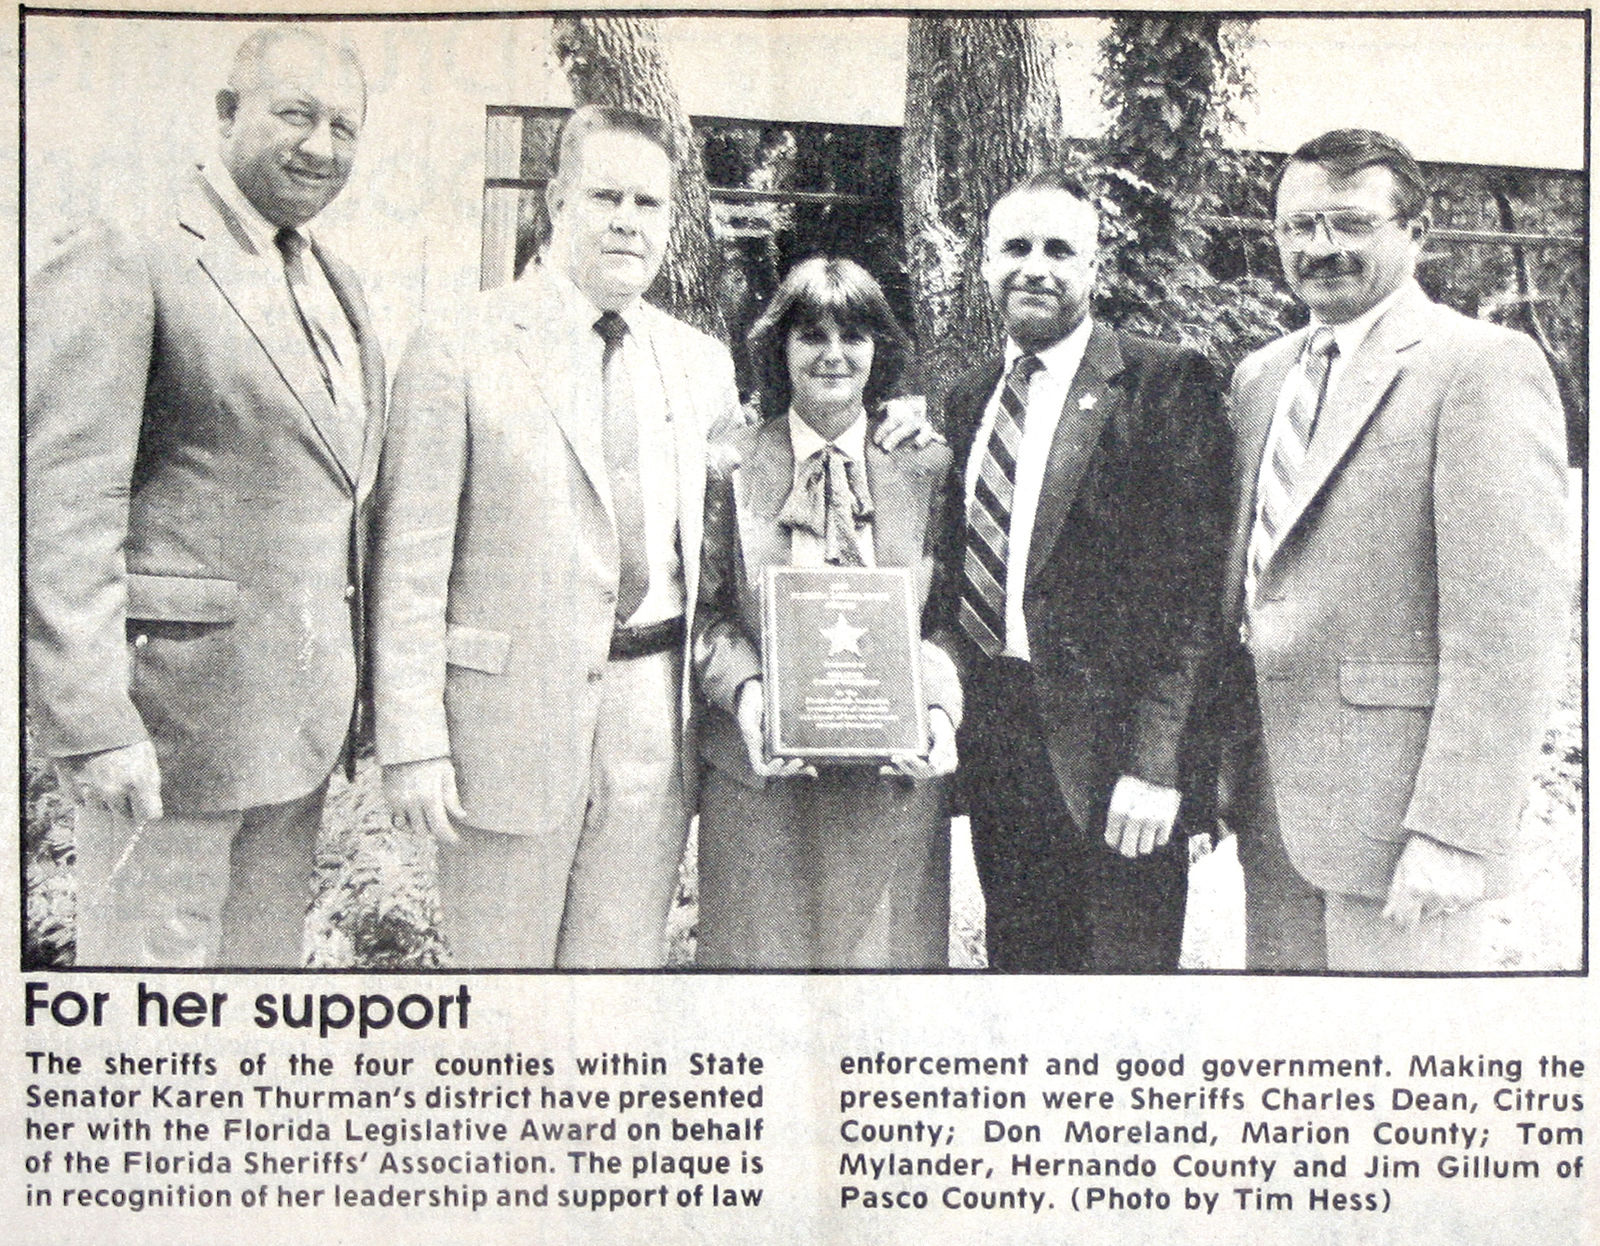 For her support
The sheriffs of the four counties within State
Senator Karen Thurman's district have presented
her with the Florida Legislative Award on behalf
of the Florida Sheriffs' Association. The plaque is
in recognition of her leadership and support of law
enforcement and good government. Making the
presentation were Sheriffs Charles Dean, Citrus
County; Don Moreland, Marion County; Tom
Mylander, Hernando County and Jim Gillum of
Pasco County. (Photo by Tim Hess)